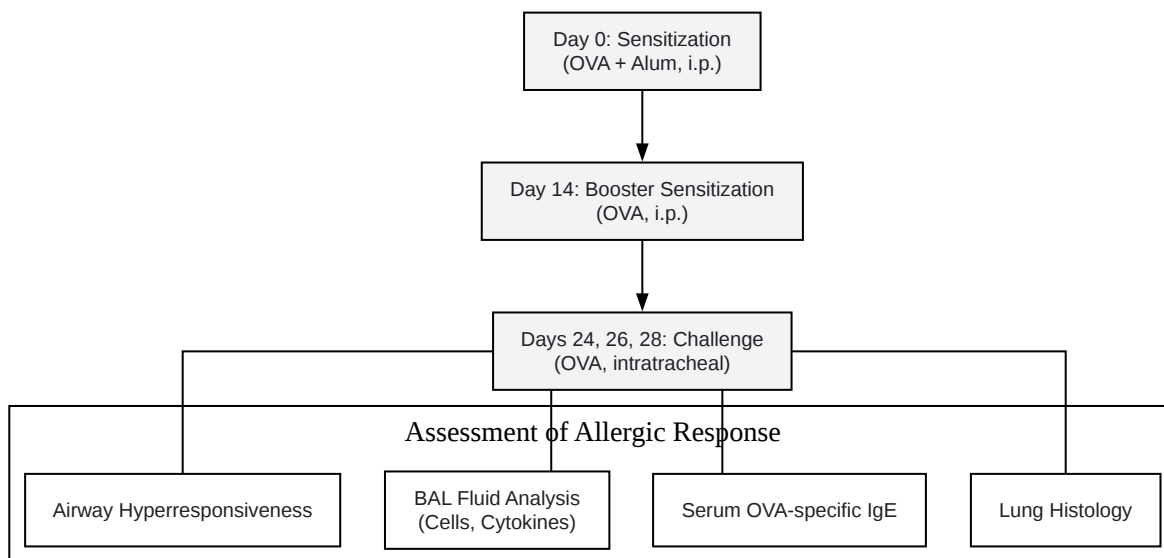 Day 0: Sensitization
(OVA + Alum, i.p.)
Day 14: Booster Sensitization
(OVA, i.p.)
Days 24, 26, 28: Challenge
(OVA, intratracheal)
Assessment of Allergic Response
Airway Hyperresponsiveness
BAL Fluid Analysis
(Cells, Cytokines)
Serum OVA-specific IgE
Lung Histology